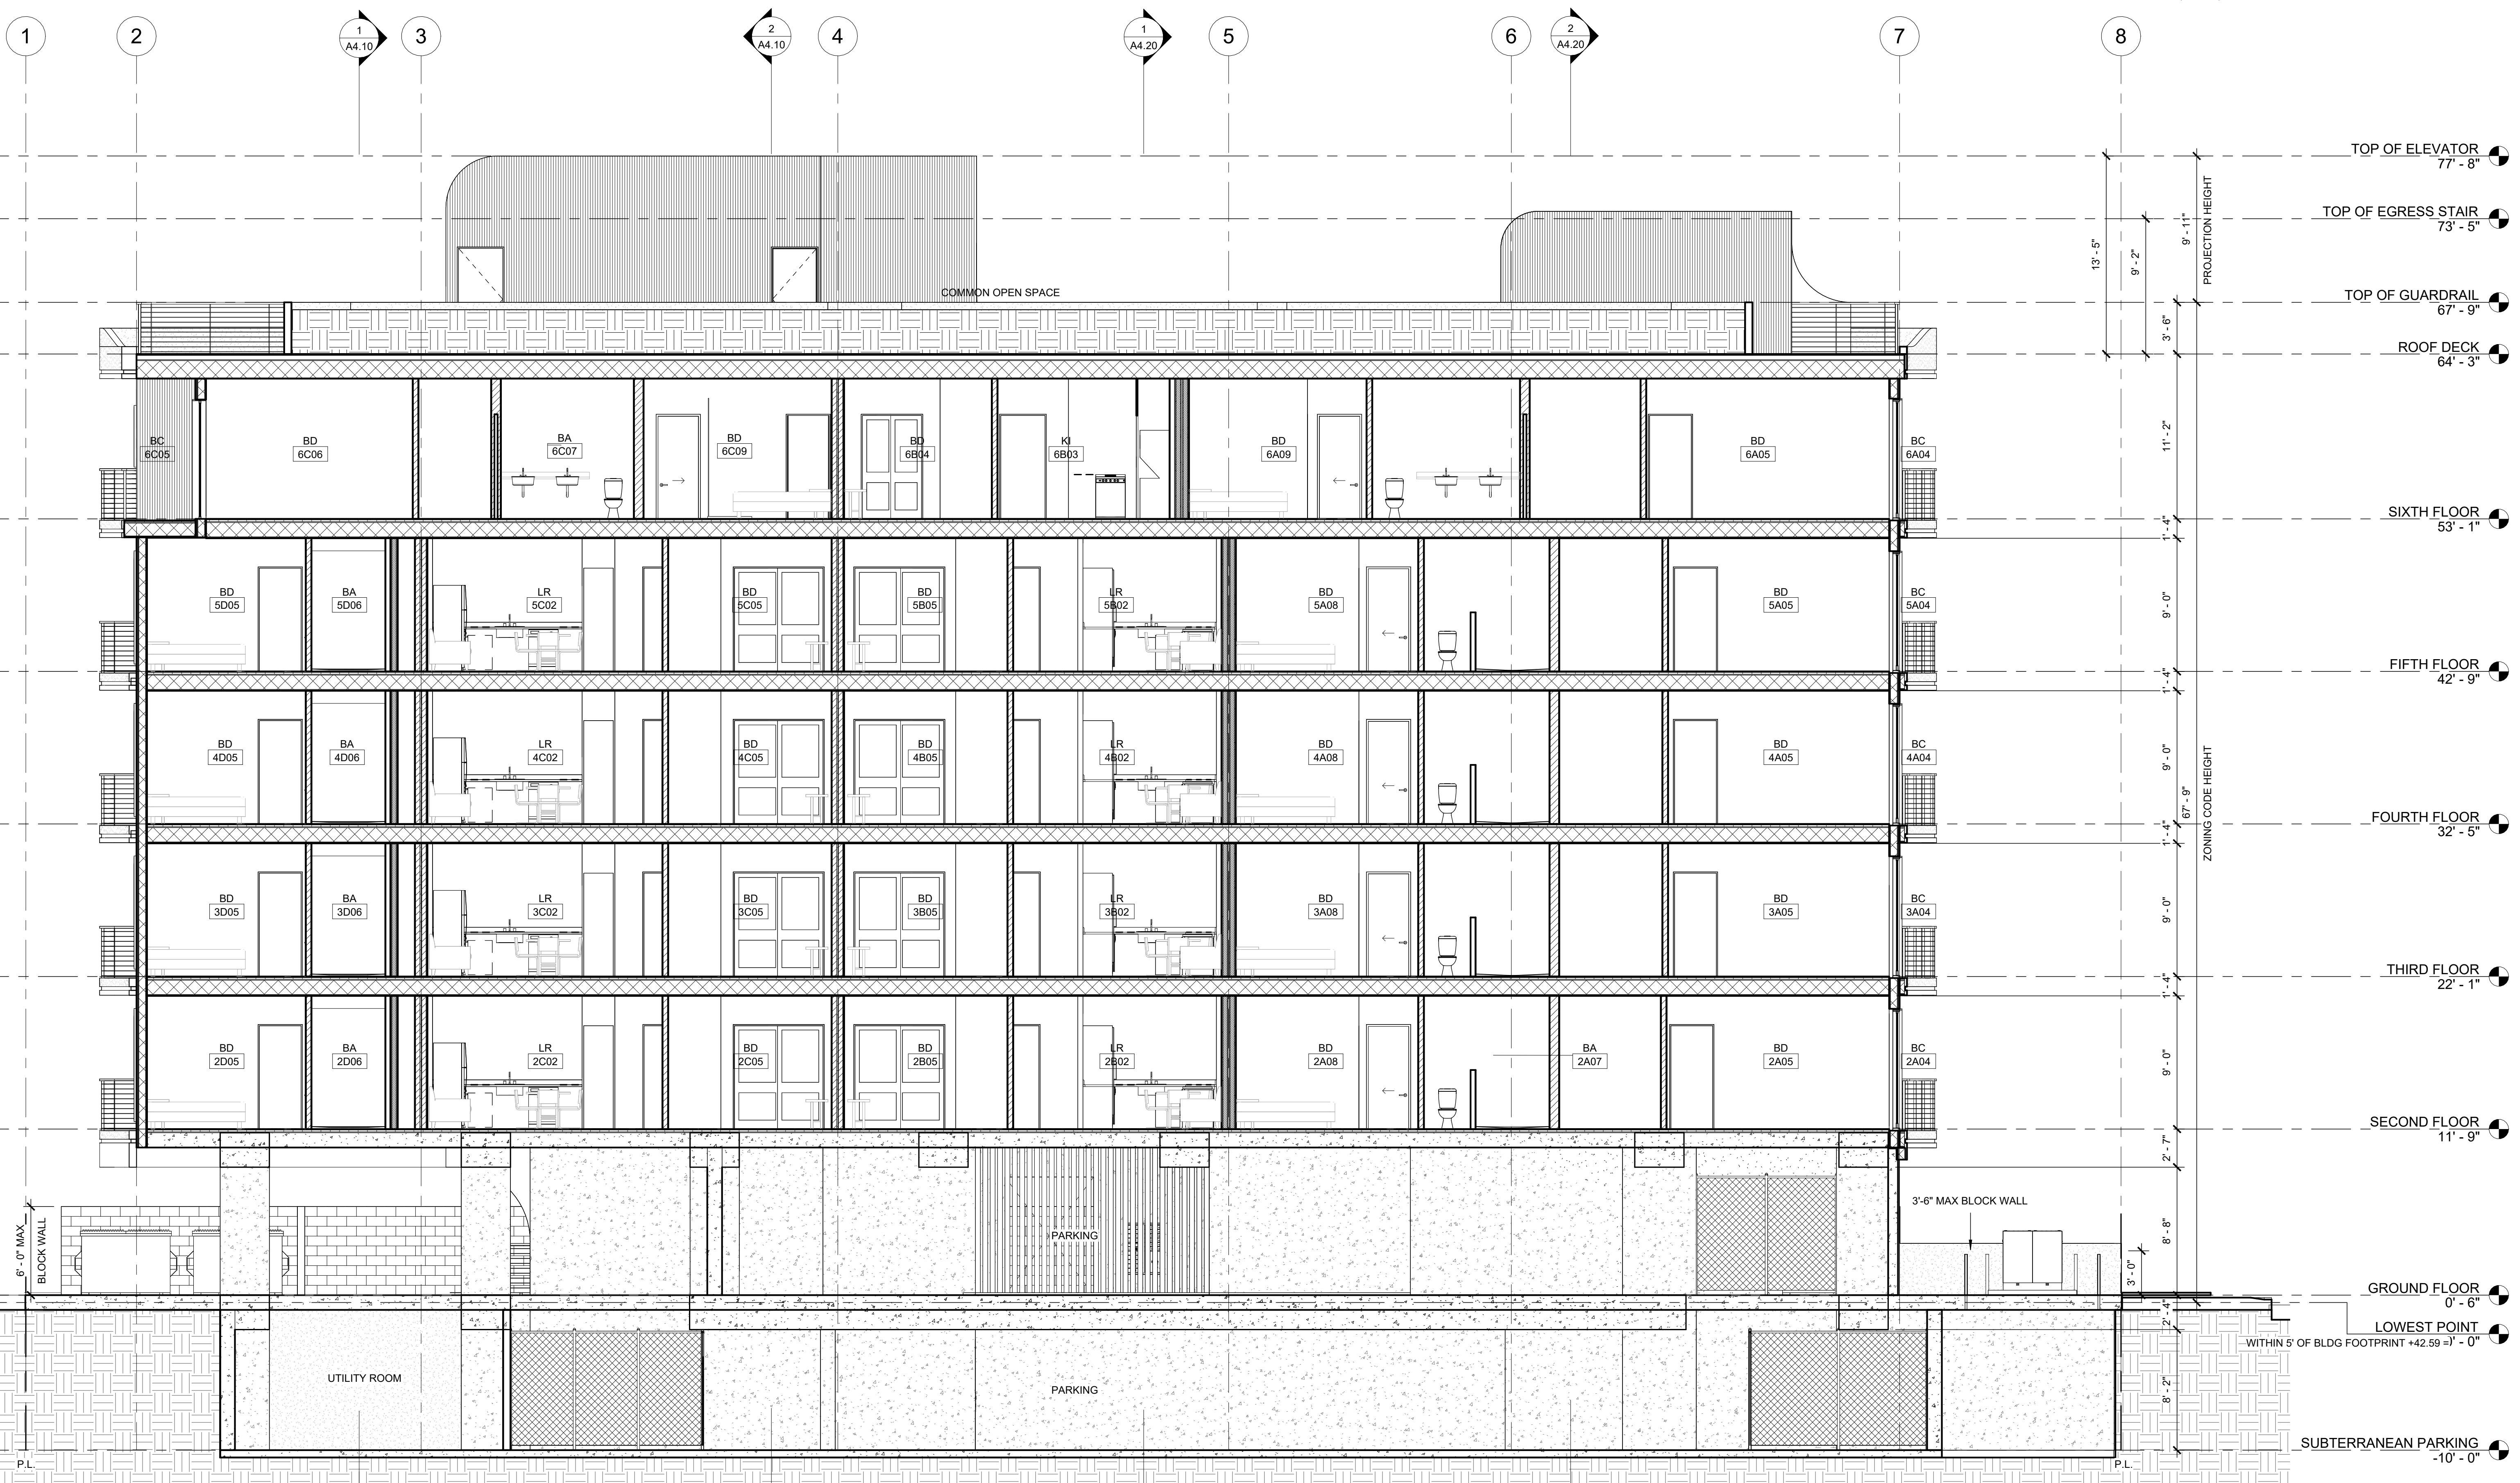 1
2
1
A4.10
3
2
A4.10
4
1
A4.20
5
6
2
A4.20
7
8
TOP OF ELEVATOR
77' - 8"
TOP OF EGRESS STAIR
73' - 5"
13' - 5"
9' - 2"
9' - 11"
PROJECTION HEIGHT
COMMON OPEN SPACE
TOP OF GUARDRAIL
67' - 9"
3' - 6"
ROOF DECK
64' - 3"
BC
6C05
BD
6C06
BA
6C07
BD
6C09
BD
6B04
KI
6B03
BD
6A09
BD
6A05
BC
6A04
11' - 2"
SIXTH FLOOR
53' - 1"
1' - 4"
BD
5D05
BA
5D06
LR
5C02
BD
5C05
BD
5B05
LR
5B02
BD
5A08
BD
5A05
BC
5A04
9' - 0"
FIFTH FLOOR
42' - 9"
1' - 4"
BD
4D05
BA
4D06
LR
4C02
BD
4C05
BD
4B05
LR
4B02
BD
4A08
BD
4A05
BC
4A04
9' - 0"
67' - 9"
ZONING CODE HEIGHT
FOURTH FLOOR
32' - 5"
1' - 4"
BD
3D05
BA
3D06
LR
3C02
BD
3C05
BD
3B05
LR
3B02
BD
3A08
BD
3A05
BC
3A04
9' - 0"
THIRD FLOOR
22' - 1"
1' - 4"
BD
2D05
BA
2D06
LR
2C02
BD
2C05
BD
2B05
LR
2B02
BD
2A08
BA
2A07
BD
2A05
BC
2A04
9' - 0"
SECOND FLOOR
11' - 9"
2' - 7"
6' - 0" MAX
BLOCK WALL
PARKING
3'-6" MAX BLOCK WALL
8' - 8"
3' - 0"
GROUND FLOOR
0' - 6"
2' - 4"
LOWEST POINT
WITHIN 5' OF BLDG FOOTPRINT +42.59 =
' - 0"
UTILITY ROOM
PARKING
8' - 2"
SUBTERRANEAN PARKING
-10' - 0"
P.L.
P.L.